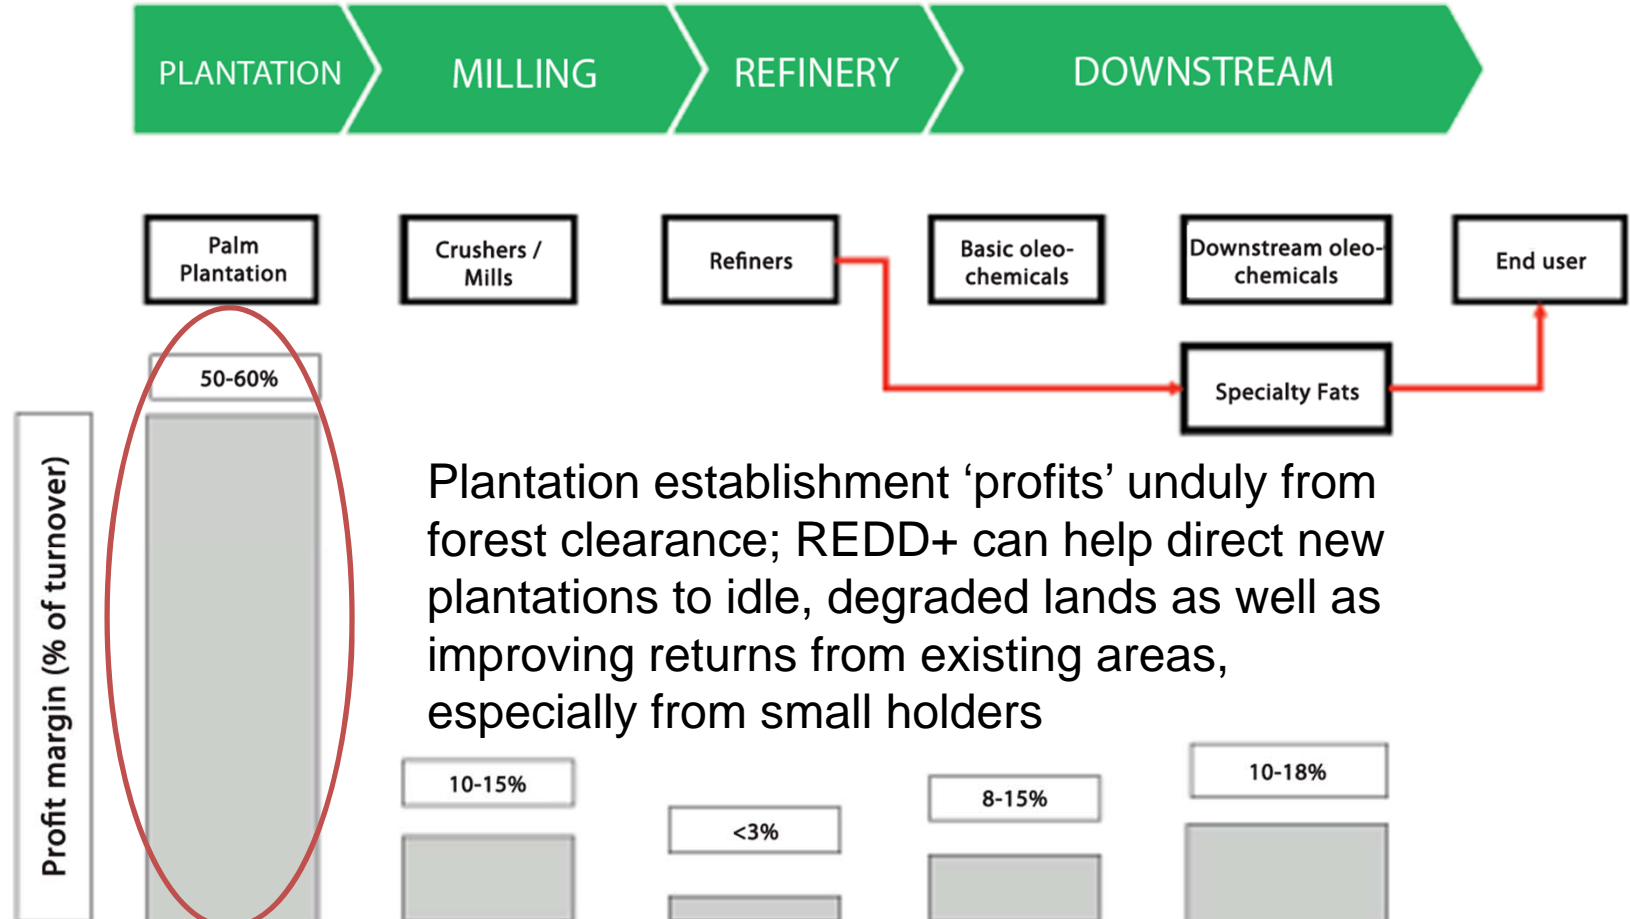 PLANTATION
MILLING
REFINERY
DOWNSTREAM
Palm
Plantation
Crushers /
Mills
Refiners
Basic oleo-
chemicals
Downstream oleo-
chemicals
End user
Specialty Fats
50-60%
Profit margin (% of turnover)
Plantation establishment ‘profits’ unduly from
forest clearance; REDD+ can help direct new
plantations to idle, degraded lands as well as
improving returns from existing areas,
especially from small holders
10-15%
<3%
8-15%
10-18%